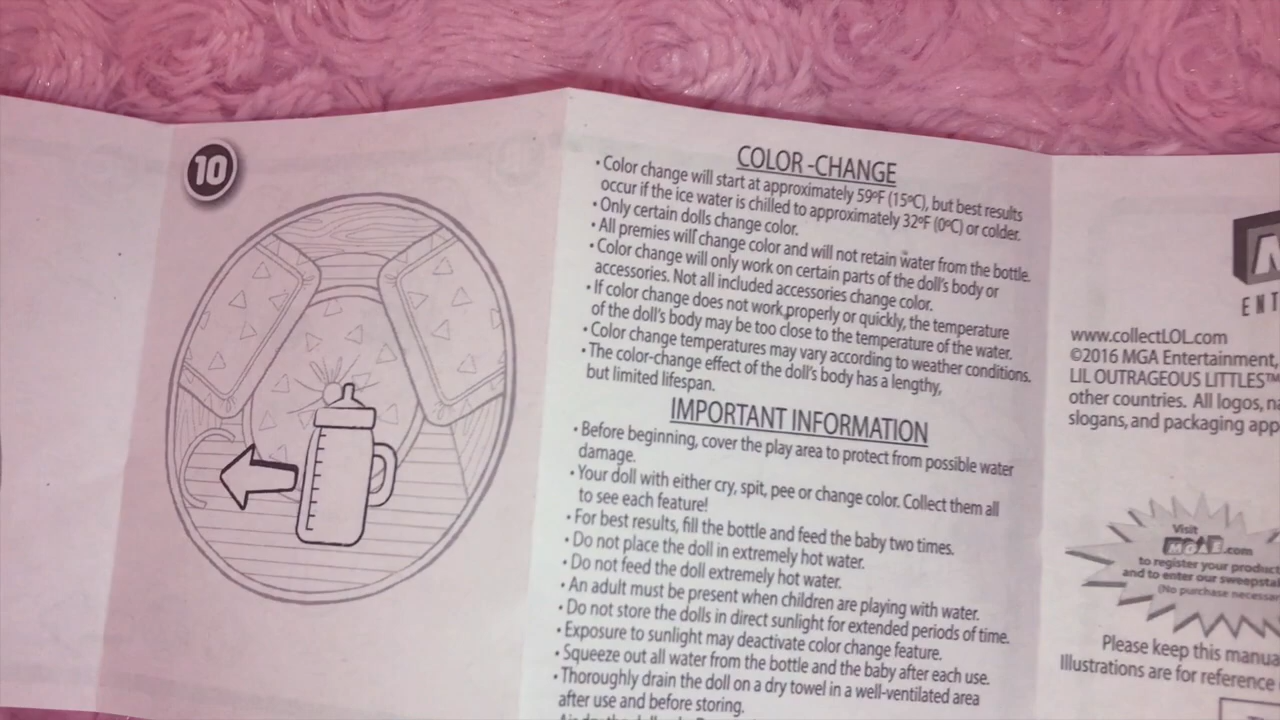 10
COLOR-CHANGE
• Color change will start at approximately 59ºF (15ºC), but best results
occur if the ice water is chilled to approximately 32ºF (0ºC) or colder.
• Only certain dolls change color.
• All premies will change color and will not retain water from the bottle.
• Color change will only work on certain parts of the doll's body or
accessories. Not all included accessories change color.
• If color change does not work properly or quickly, the temperature
of the doll's body may be too close to the temperature of the water.
• Color change temperatures may vary according to weather conditions.
• The color-change effect of the doll's body has a lengthy,
but limited lifespan.
IMPORTANT INFORMATION
• Before beginning, cover the play area to protect from possible water
damage.
• Your doll with either cry, spit, pee or change color. Collect them all
to see each feature!
• For best results, fill the bottle and feed the baby two times.
• Do not place the doll in extremely hot water.
• Do not feed the doll extremely hot water.
• An adult must be present when children are playing with water.
• Do not store the dolls in direct sunlight for extended periods of time.
• Exposure to sunlight may deactivate color change feature.
• Squeeze out all water from the bottle and the baby after each use.
• Thoroughly drain the doll on a dry towel in a well-ventilated area
after use and before storing.
ENT
www.collectLOL.com
©2016 MGA Entertainment,
LIL OUTRAGEOUS LITTLES™
other countries. All logos, na
slogans, and packaging app
Visit
MGAE.com
to register your product
and to enter our sweepsta
(No purchase necessar
Please keep this manua
Illustrations are for reference